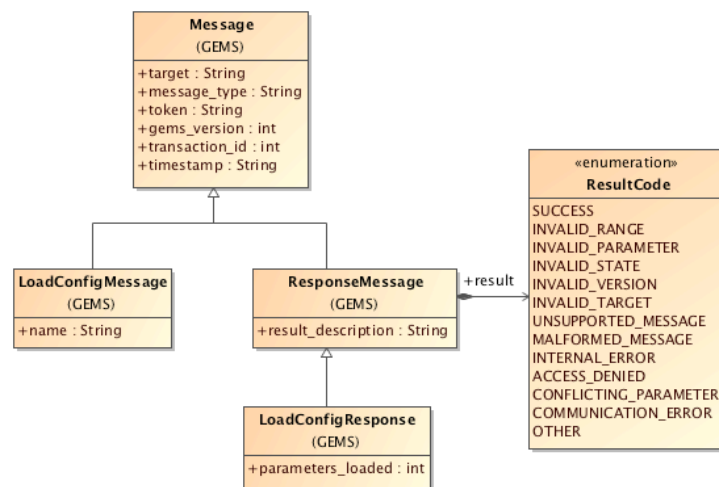 Message
(GEMS)
+target : String
+message_type : String
+token : String
+gems_version : int
+transaction_id : int
+timestamp : String
LoadConfigMessage
(GEMS)
+name : String
ResponseMessage
(GEMS)
+result_description : String
+result
«enumeration»
ResultCode
SUCCESS
INVALID_RANGE
INVALID_PARAMETER
INVALID_STATE
INVALID_VERSION
INVALID_TARGET
UNSUPPORTED_MESSAGE
MALFORMED_MESSAGE
INTERNAL_ERROR
ACCESS_DENIED
CONFLICTING_PARAMETER
COMMUNICATION_ERROR
OTHER
LoadConfigResponse
(GEMS)
+parameters_loaded : int